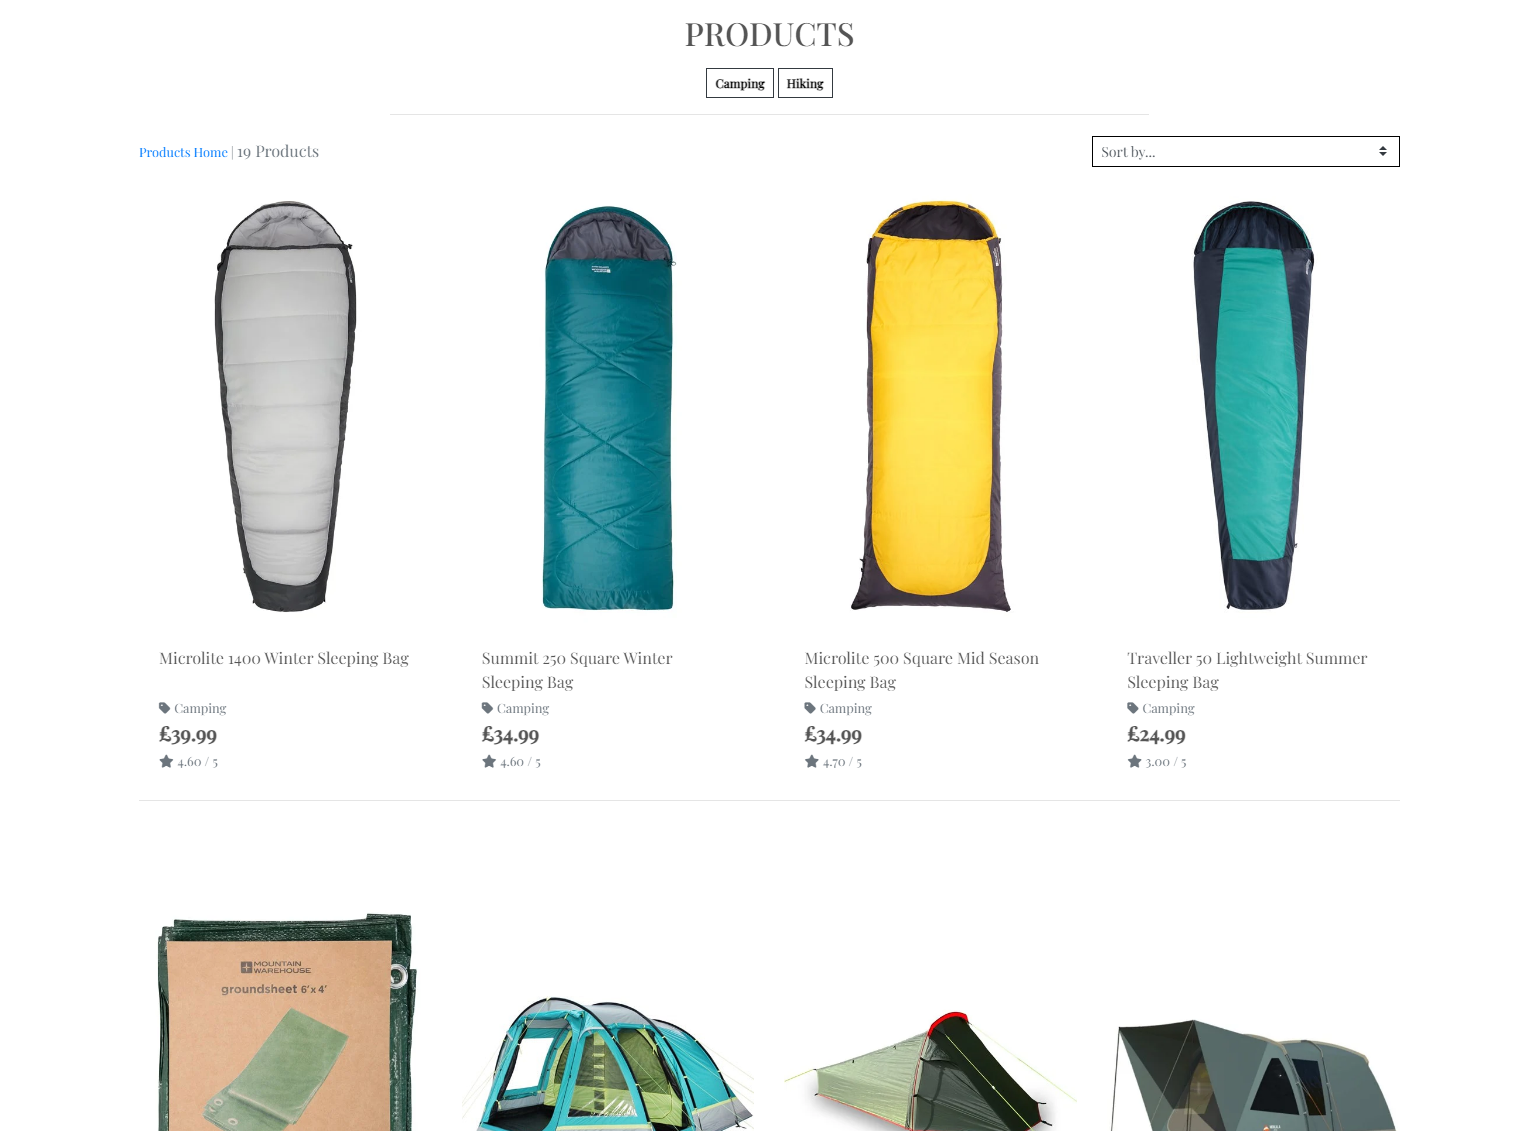 PRODUCTS
Camping Hiking
Products Home | 19 Products
Sort by...
Microlite 1400 Winter Sleeping Bag
Camping
£39.99
4.60 / 5
Summit 250 Square Winter
Sleeping Bag
Camping
£34.99
4.60 / 5
Microlite 500 Square Mid Season
Sleeping Bag
Camping
£34.99
4.70 / 5
Traveller 50 Lightweight Summer
Sleeping Bag
Camping
£24.99
3.00 / 5
MOUNTAIN
WAREHOUSE
groundsheet 6'x 4'